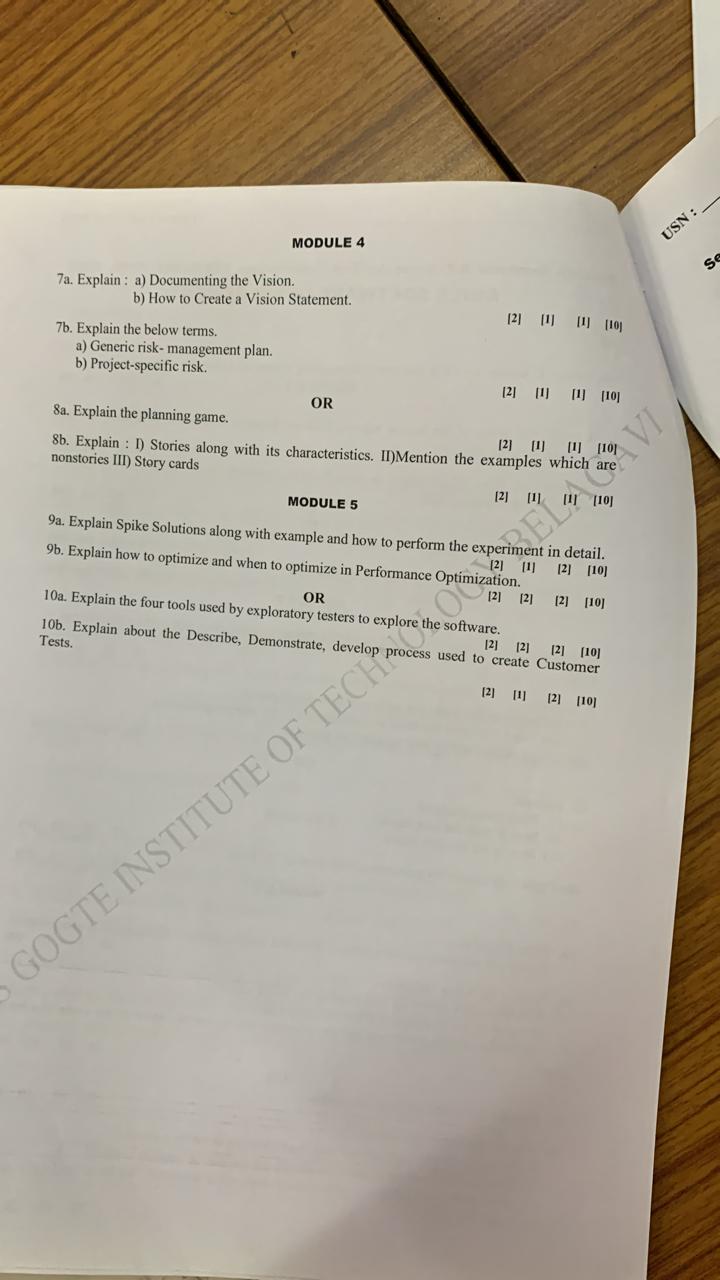 MODULE 4
7a. Explain : a) Documenting the Vision.
b) How to Create a Vision Statement.
[2] [1] [1] [10]
7b. Explain the below terms.
a) Generic risk- management plan.
b) Project-specific risk.
[2] [1] [1] [10]
OR
8a. Explain the planning game.
[2] [1] [1] [10]
8b. Explain : I) Stories along with its characteristics. II)Mention the examples which are
nonstories III) Story cards
[2] [1] [1] [10]
MODULE 5
9a. Explain Spike Solutions along with example and how to perform the experiment in detail.
[2] [1] [2] [10]
9b. Explain how to optimize and when to optimize in Performance Optimization.
[2] [2] [2] [10]
OR
10a. Explain the four tools used by exploratory testers to explore the software.
[2] [2] [2] [10]
10b. Explain about the Describe, Demonstrate, develop process used to create Customer
Tests.
[2] [1] [2] [10]
GOGTE INSTITUTE OF TECHNOLOGY BELAGAVI
USN :